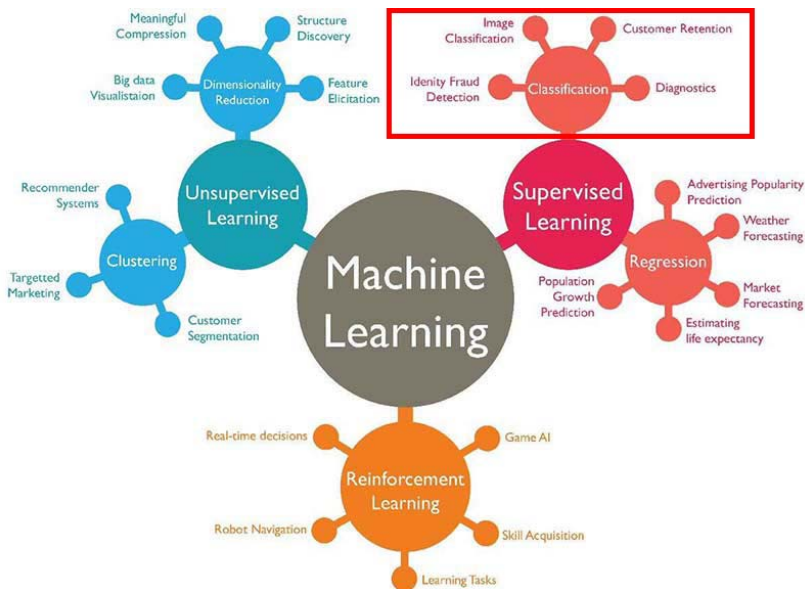 Meaningful
Compression
Structure
Discovery
Big data
Visualistaion
Dimensionality
Reduction
Feature
Elicitation
Image
Classification
Customer Retention
Idenity Fraud
Detection
Classification
Diagnostics
Unsupervised
Learning
Supervised
Learning
Recommender
Systems
Clustering
Targetted
Marketing
Customer
Segmentation
Machine
Learning
Advertising Popularity
Prediction
Weather
Forecasting
Regression
Population
Growth
Prediction
Market
Forecasting
Estimating
life expectancy
Real-time decisions
Game AI
Reinforcement
Learning
Robot Navigation
Skill Acquisition
Learning Tasks